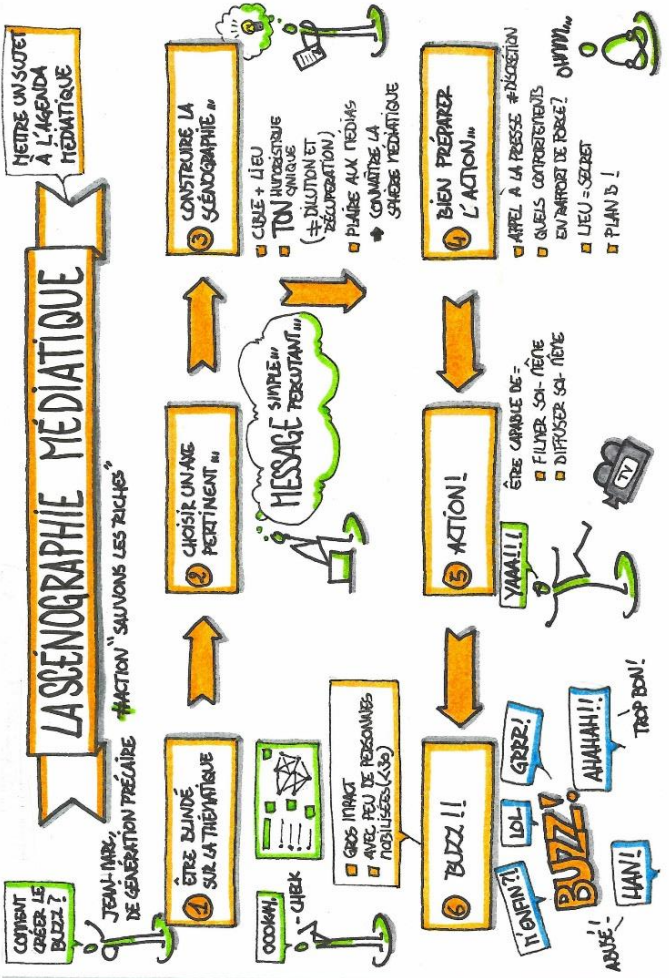 COMMENT
CRÉER LE
BUZZ?
LA SCÉNOGRAPHIE MÉDIATIQUE
METTRE UN SUJET
À L'AGENDA
MÉDIATIQUE
JEAN-MARC,
DE GÉNÉRATION PRÉCAIRE
#ACTION "SAUVONS LES RICHES"
1 ÊTRE BLINDÉ
SUR LA THÉMATIQUE
OOOKAY,
- CHECK
2 CHOISIR UN AXE
PERTINENT...
MESSAGE SIMPLE...
PERCUTANT...
3 CONSTRUIRE LA
SCÉNOGRAPHIE...
CIBLE + LIEU
TON HUMORISTIQUE
CYNIQUE
(≠ DILUTION ET
RÉCUPÉRATION)
PLAIRE AUX MEDIAS
➔ CONNAÎTRE LA
SPHÈRE MÉDIATIQUE
4 BIEN PRÉPARER
L'ACTION...
APPEL À LA PRESSE #DISCRÉTION
QUELS COMPORTEMENTS
EN RAPPORT DE FORCE?
LIEU = SECRET
PLAN B!
OHMM...
5 ACTION!
ÊTRE CAPABLE DE =
FILMER SOI-MÊME
DIFFUSER SOI-MÊME
YAAA!!!
TV
6 BUZZ!!
GROS IMPACT
AVEC PEU DE PERSONNES
MOBILISÉES (<30)
M'ENFIN?!
LOL
GRRR!
BUZZ!
AHAHAH!!
TROP BON!
HAN!
ABUSÉ!